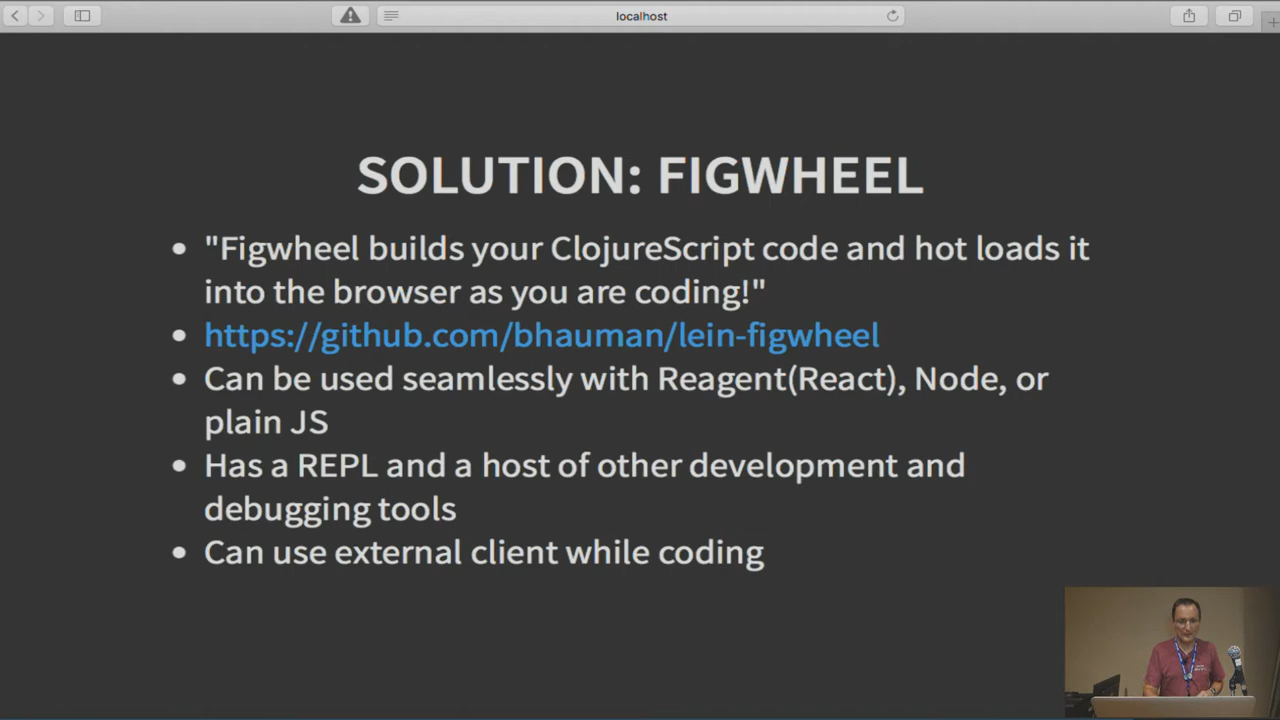 localhost
SOLUTION: FIGWHEEL
• "Figwheel builds your ClojureScript code and hot loads it
into the browser as you are coding!"
• https://github.com/bhauman/lein-figwheel
• Can be used seamlessly with Reagent(React), Node, or
plain JS
• Has a REPL and a host of other development and
debugging tools
• Can use external client while coding